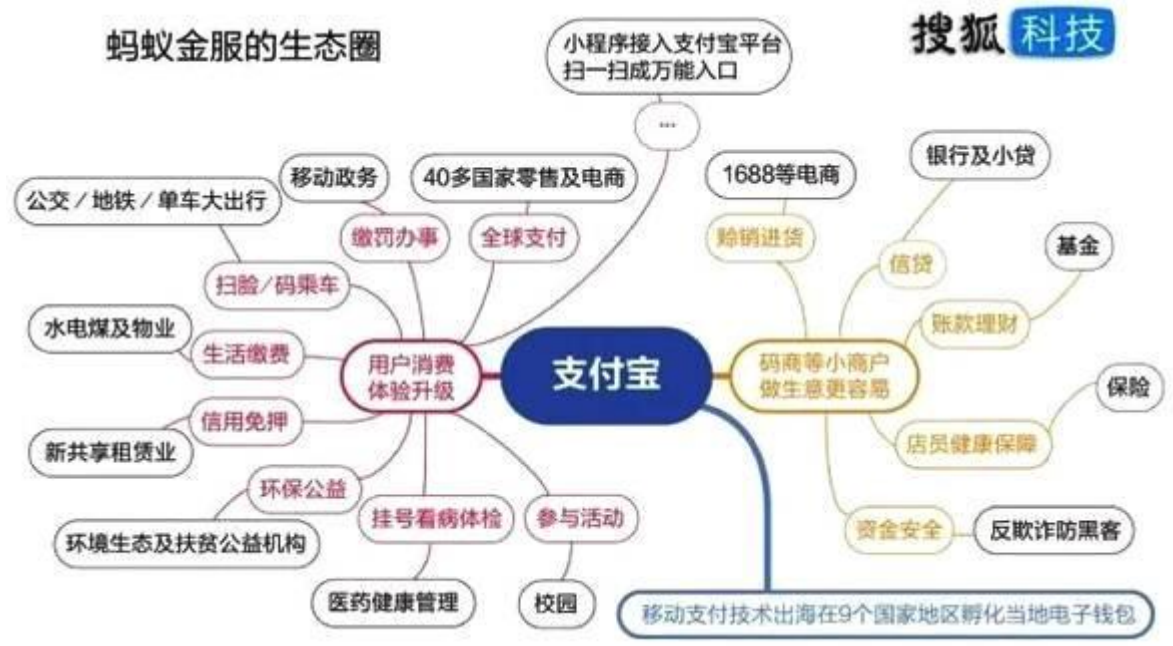 蚂蚁金服的生态圈
搜狐科技
小程序接入支付宝平台
扫一扫成万能入口
...
移动政务
40多国家零售及电商
1688等电商
银行及小贷
公交/地铁/单车大出行
缴罚办事
全球支付
赊销进货
信贷
基金
扫脸/码乘车
水电煤及物业
生活缴费
账款理财
用户消费
体验升级
支付宝
码商等小商户
做生意更容易
保险
信用免押
新共享租赁业
店员健康保障
环保公益
挂号看病体检
参与活动
资金安全
反欺诈防黑客
环境生态及扶贫公益机构
医药健康管理
校园
移动支付技术出海在9个国家地区孵化当地电子钱包